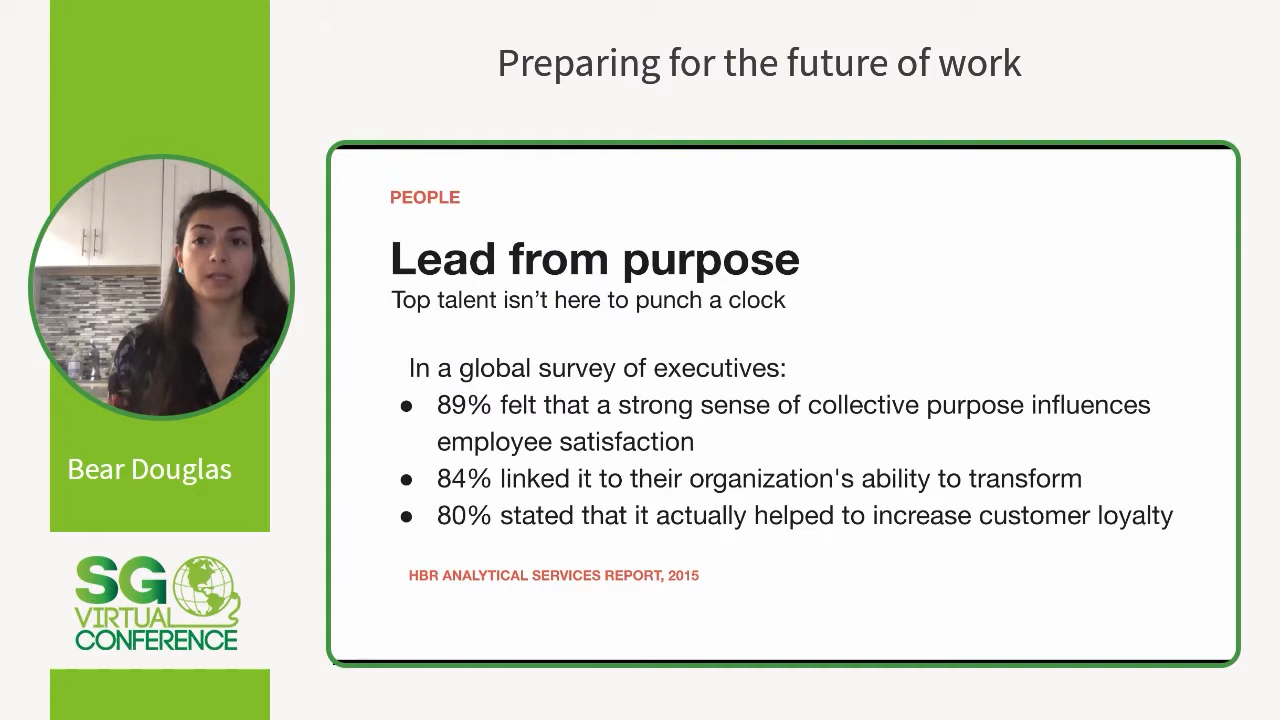 Preparing for the future of work
PEOPLE
Lead from purpose
Top talent isn’t here to punch a clock
In a global survey of executives:
● 89% felt that a strong sense of collective purpose influences
employee satisfaction
● 84% linked it to their organization's ability to transform
● 80% stated that it actually helped to increase customer loyalty
HBR ANALYTICAL SERVICES REPORT, 2015
Bear Douglas
SG
VIRTUAL
CONFERENCE